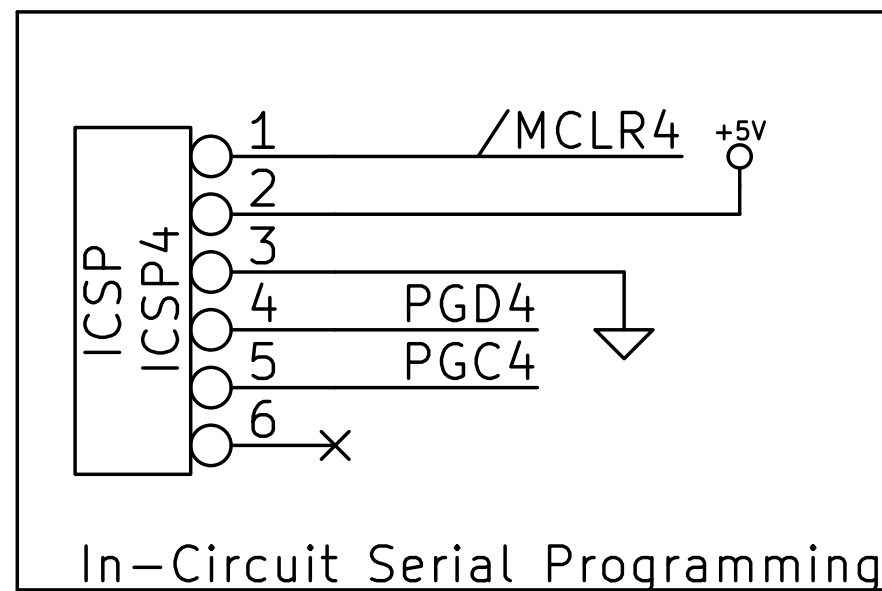 1 /MCLR4 +5V
2
3
4 PGD4
5 PGC4
6
ICSP
ICSP4
In-Circuit Serial Programming